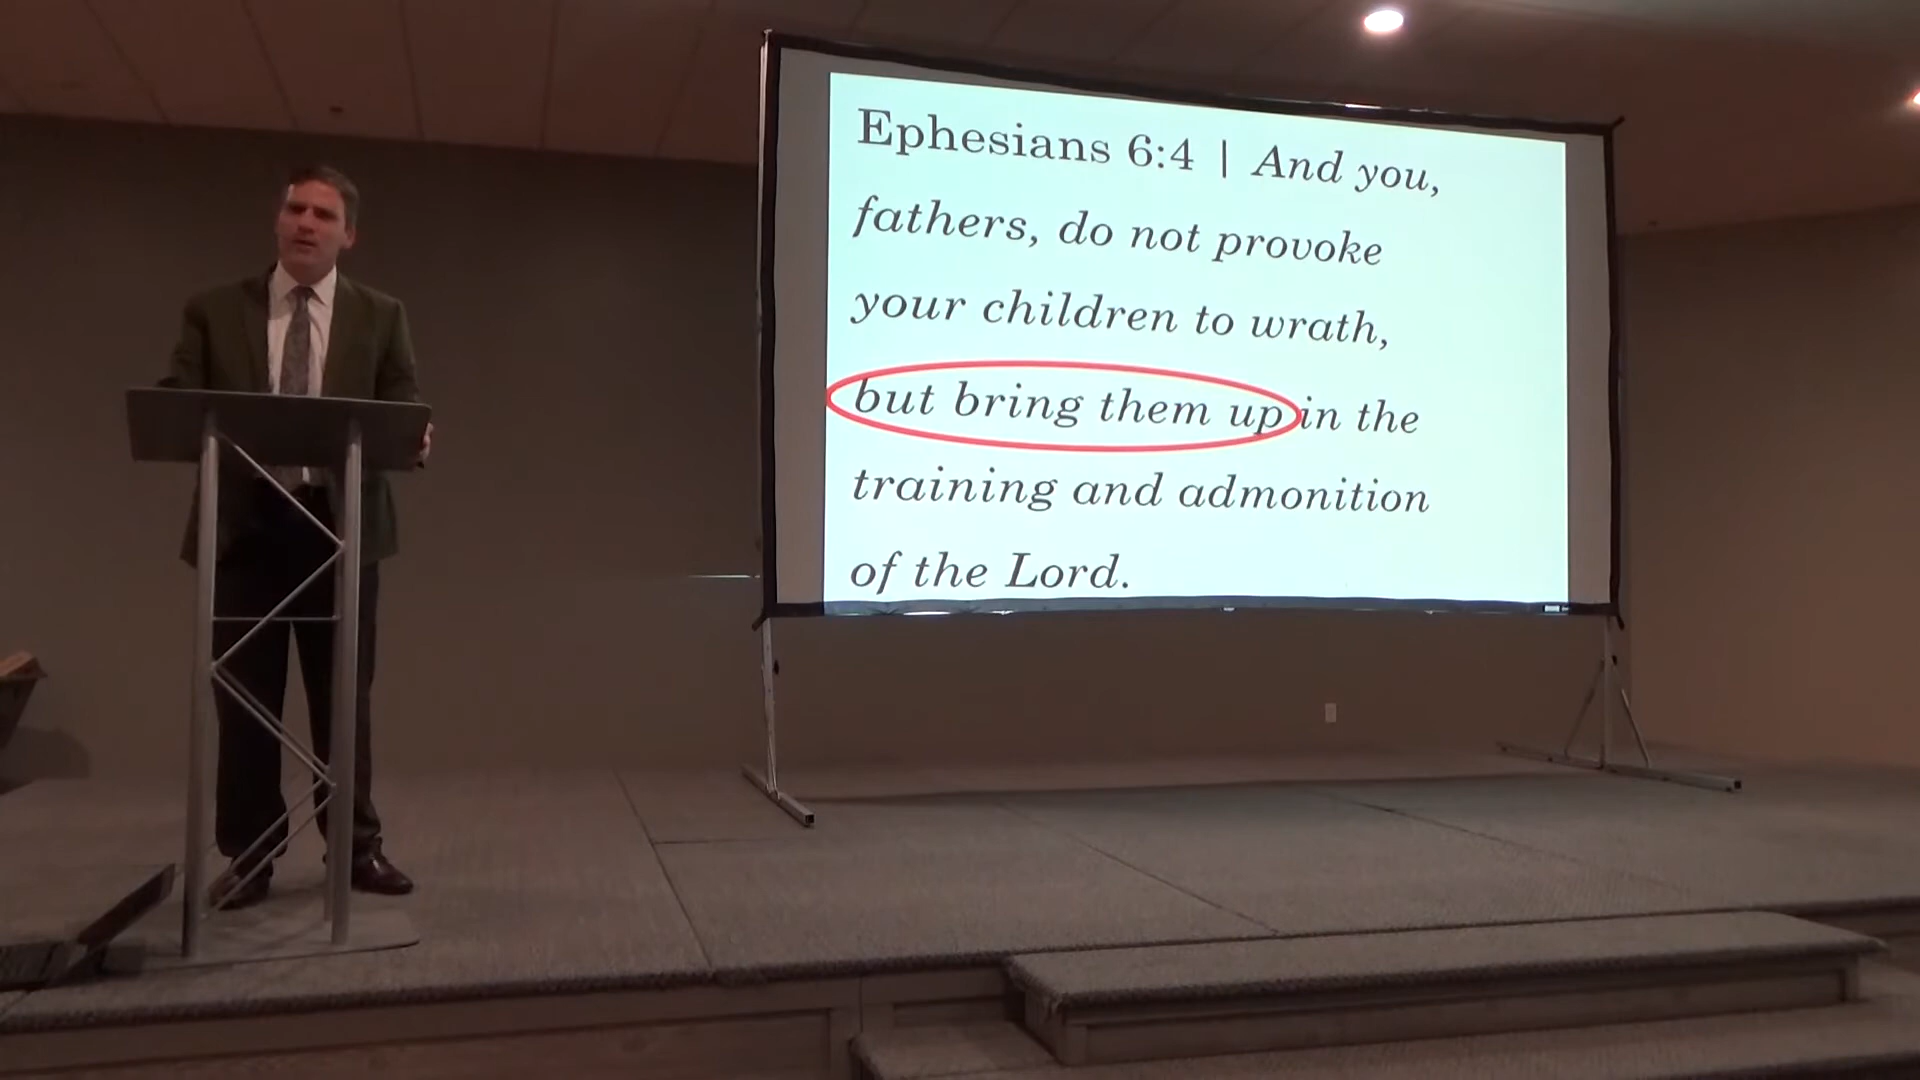 Ephesians 6:4 | And you,
fathers, do not provoke
your children to wrath,
but bring them up in the
training and admonition
of the Lord.